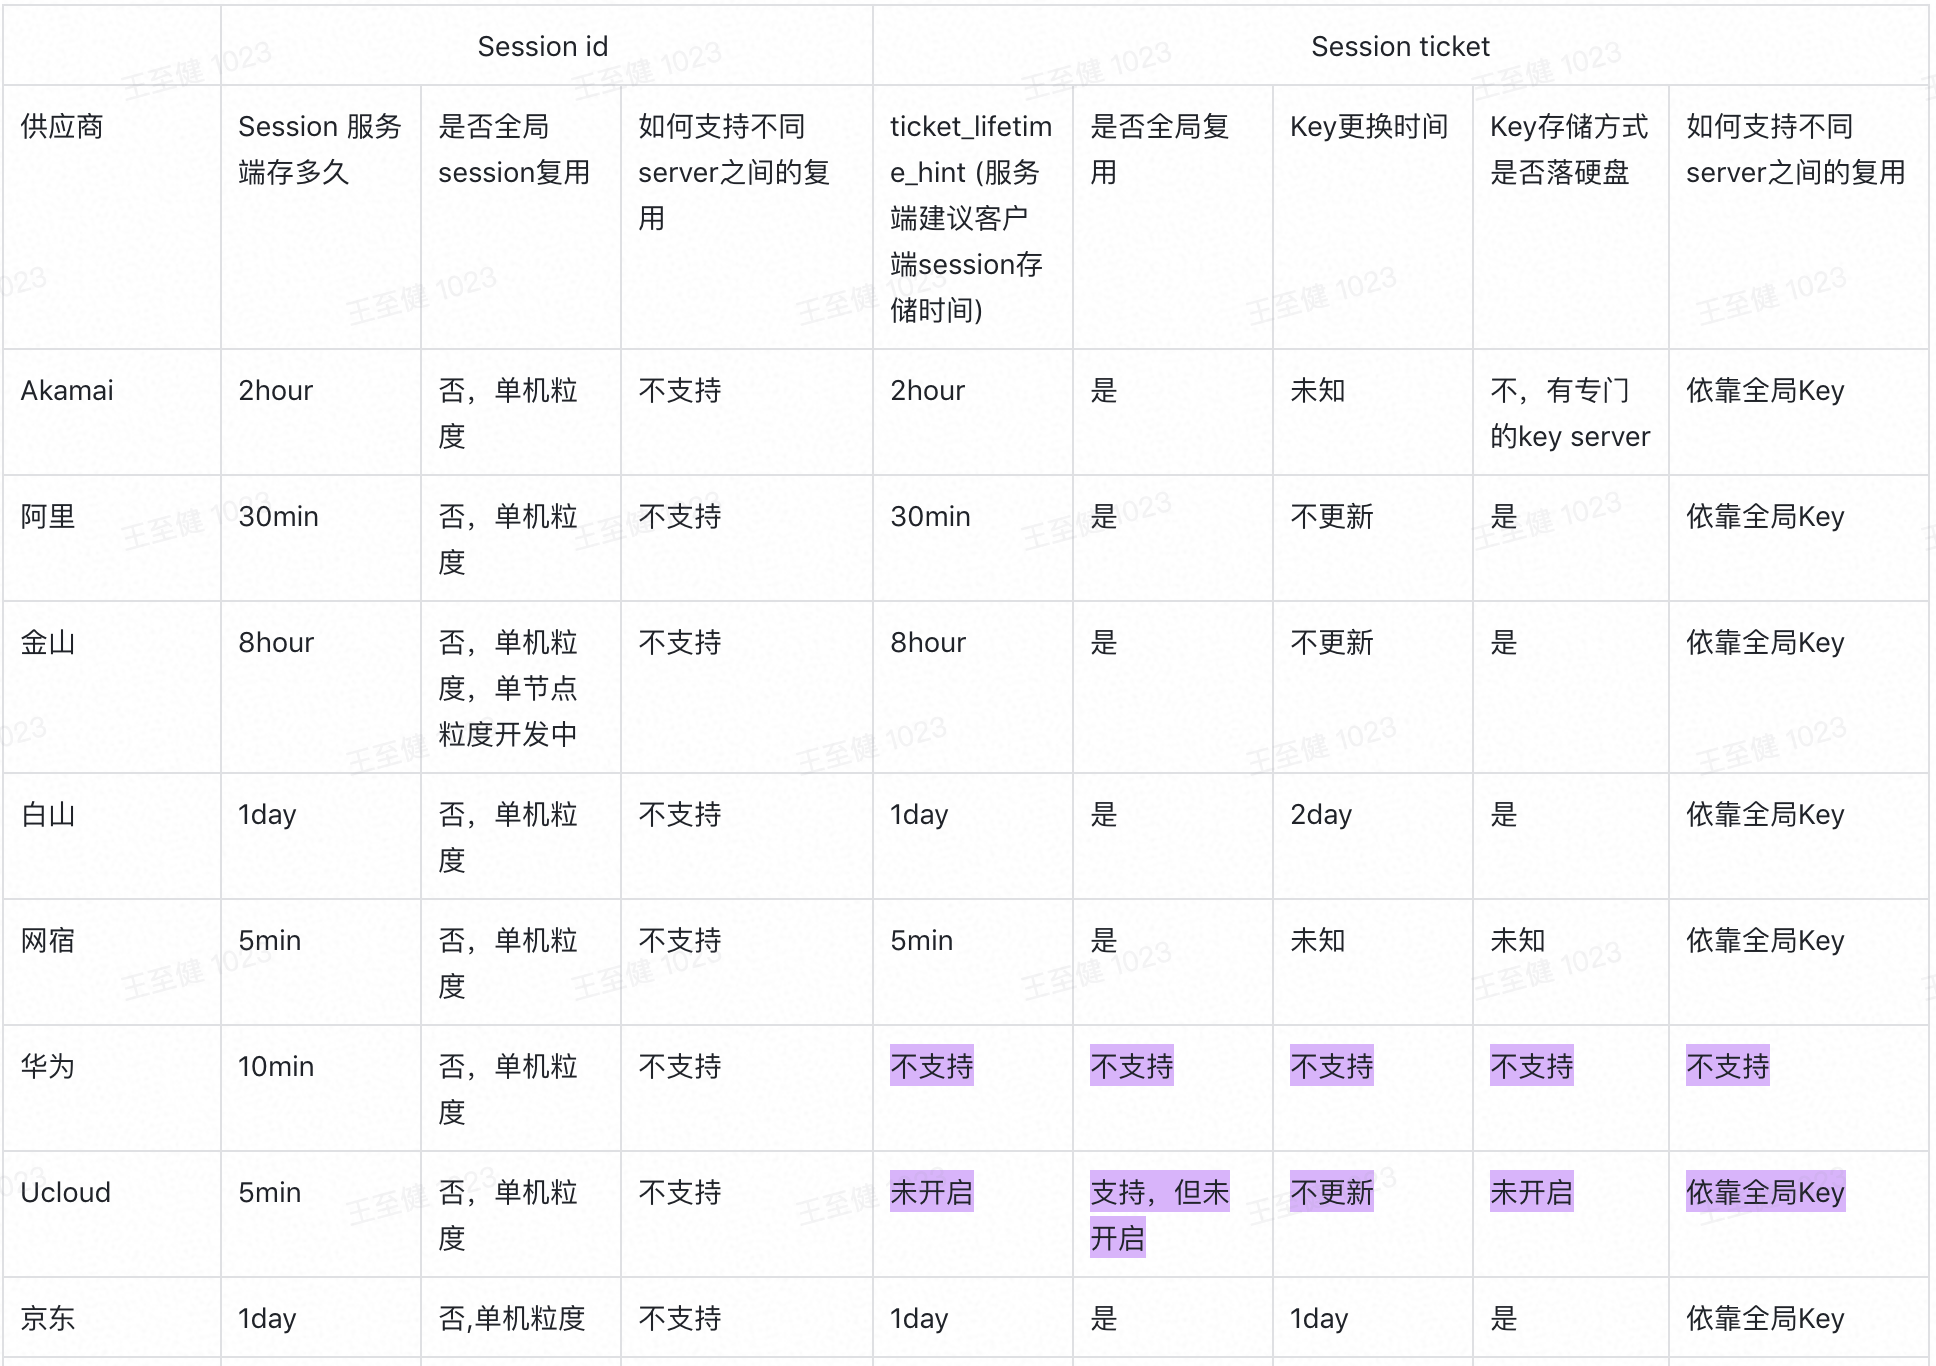 Session id
Session ticket
供应商
Session 服务
端存多久
是否全局
session复用
如何支持不同
server之间的复
用
ticket_lifetim
e_hint (服务
端建议客户
端session存
储时间)
是否全局复
用
Key更换时间
Key存储方式
是否落硬盘
如何支持不同
server之间的复用
Akamai
2hour
否，单机粒
度
不支持
2hour
是
未知
不，有专门
的key server
依靠全局Key
阿里
30min
否，单机粒
度
不支持
30min
是
不更新
是
依靠全局Key
金山
8hour
否，单机粒
度，单节点
粒度开发中
不支持
8hour
是
不更新
是
依靠全局Key
白山
1day
否，单机粒
度
不支持
1day
是
2day
是
依靠全局Key
网宿
5min
否，单机粒
度
不支持
5min
是
未知
未知
依靠全局Key
华为
10min
否，单机粒
度
不支持
不支持
不支持
不支持
不支持
不支持
Ucloud
5min
否，单机粒
度
不支持
未开启
支持，但未
开启
不更新
未开启
依靠全局Key
京东
1day
否,单机粒度
不支持
1day
是
1day
是
依靠全局Key
王至健 1023